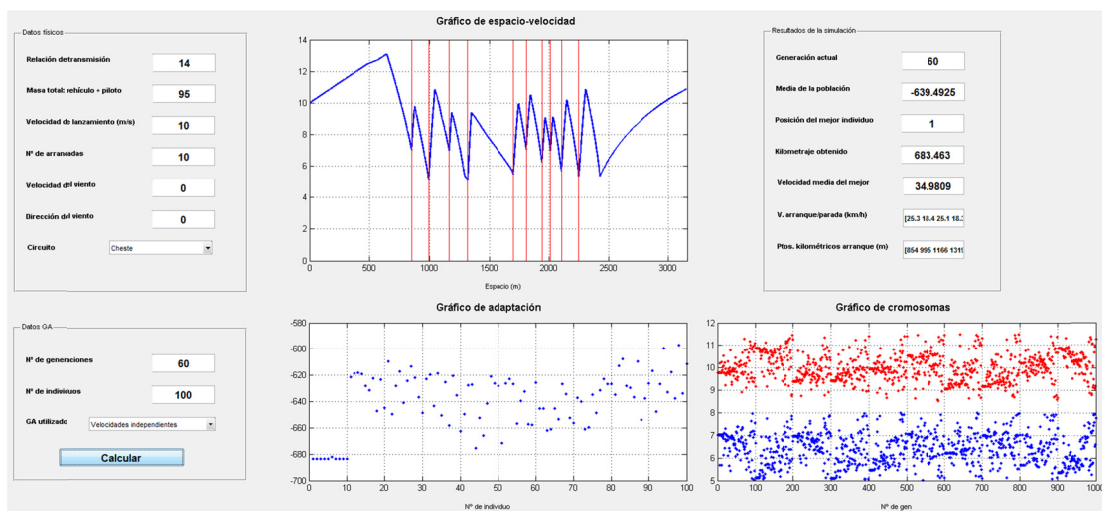 Datos físicos
Relación detransmisión
14
Masa total: rehículo + piloto
95
Velocidad de lanzamiento (m/s)
10
Nº de arrancadas
10
Velocidad del viento
0
Dirección del viento
0
Circuito
Cheste
Datos GA
Nº de generaciones
60
Nº de individuos
100
GA utilizado
Velocidades independientes
Calcular
Gráfico de espacio-velocidad
14
12
10
8
6
4
2
0
0 500 1000 1500 2000 2500 3000
Espacio (m)
Gráfico de adaptación
-580
-600
-620
-640
-660
-680
-700
0 10 20 30 40 50 60 70 80 90 100
Nº de individuo
Resultados de la simulación
Generación actual
60
Media de la población
-639.4925
Posición del mejor individuo
1
Kilometraje obtenido
683.463
Velocidad media del mejor
34.9809
V. arranque/parada (km/h)
[25.3 18.4 25.1 18.:
Ptos. kilométricos arranque (m)
[854 995 1166 1319
Gráfico de cromosomas
12
11
10
9
8
7
6
5
0 100 200 300 400 500 600 700 800 900 1000
Nº de gen